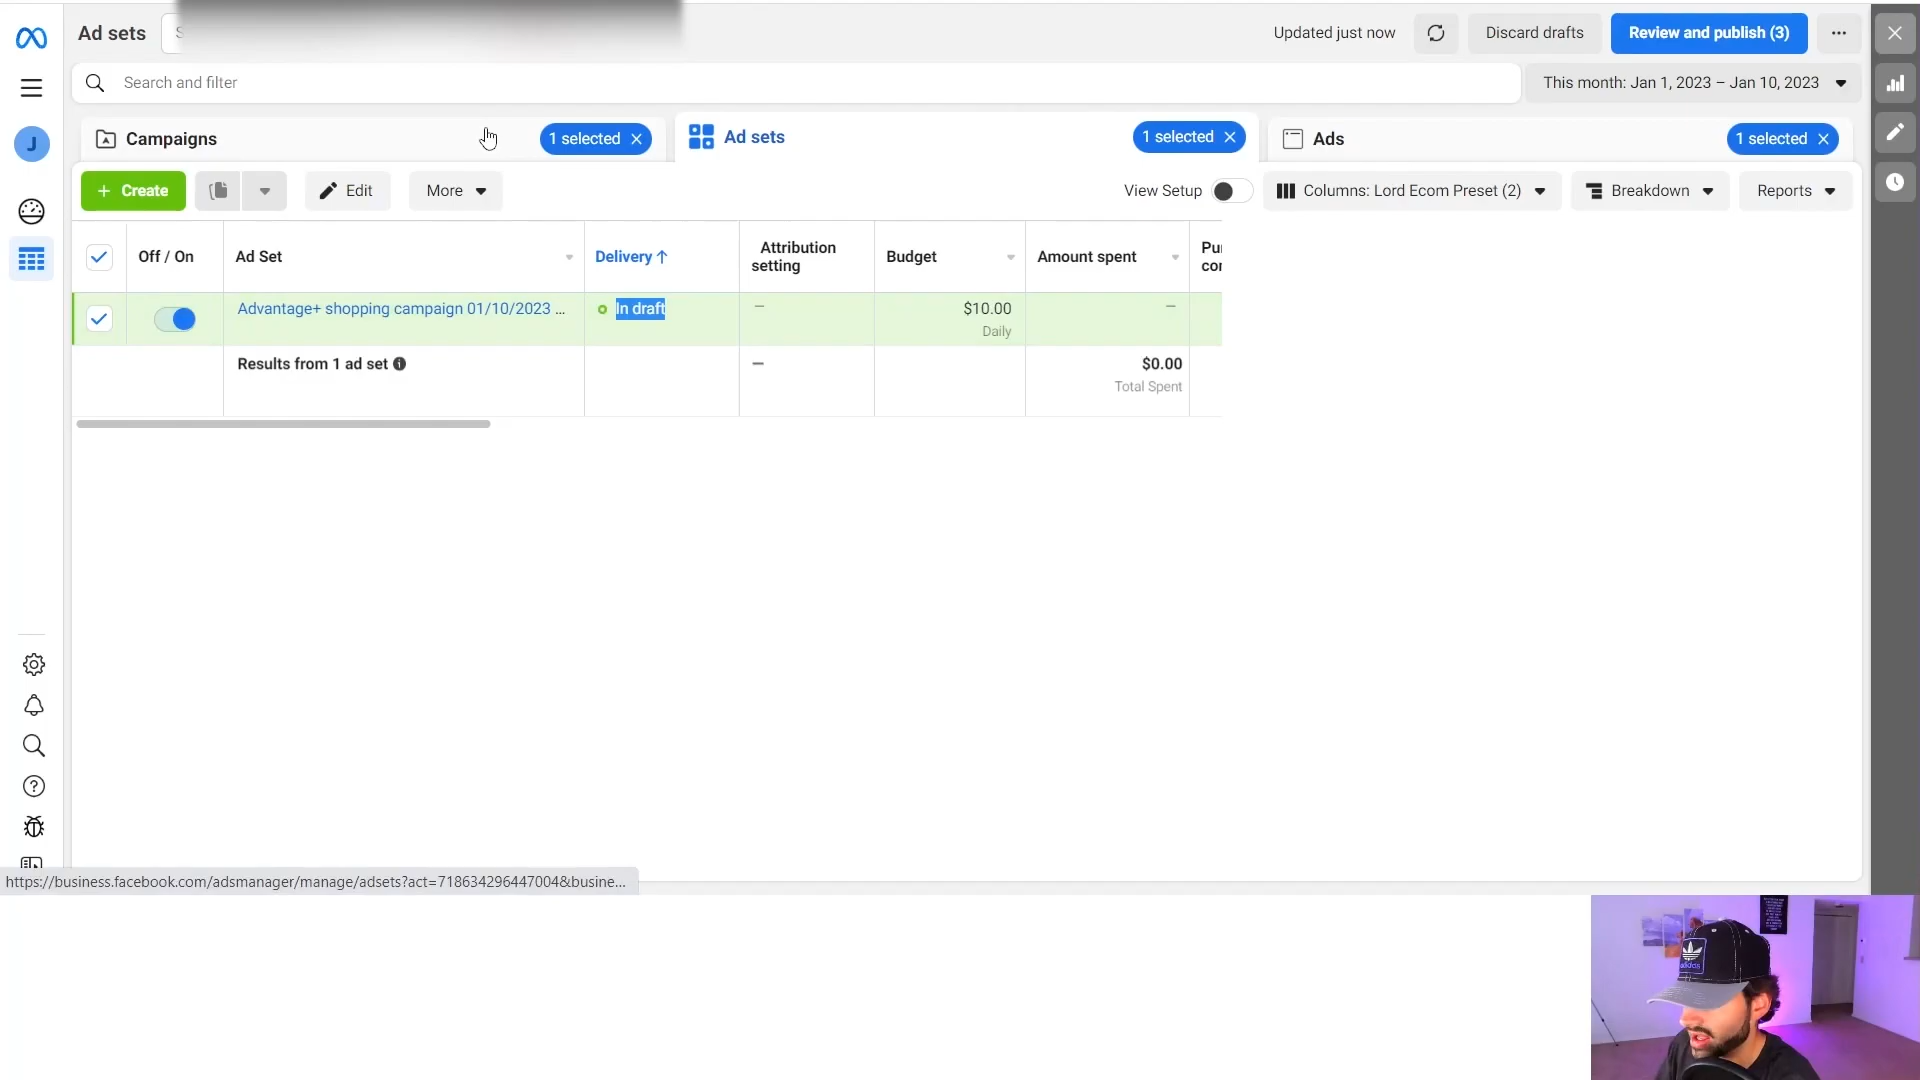 Ad sets
Updated just now
Discard drafts
Review and publish (3)
Search and filter
This month: Jan 1, 2023 – Jan 10, 2023
J
Campaigns
1 selected
Ad sets
1 selected
Ads
1 selected
+ Create
Edit
More
View Setup
Columns: Lord Ecom Preset (2)
Breakdown
Reports
Off / On
Ad Set
Delivery ↑
Attribution
setting
Budget
Amount spent
Advantage+ shopping campaign 01/10/2023 ...
In draft
—
$10.00
—
Daily
Results from 1 ad set
—
$0.00
Total Spent
https://business.facebook.com/adsmanager/manage/adsets?act=718634296447004&busine...
adidas